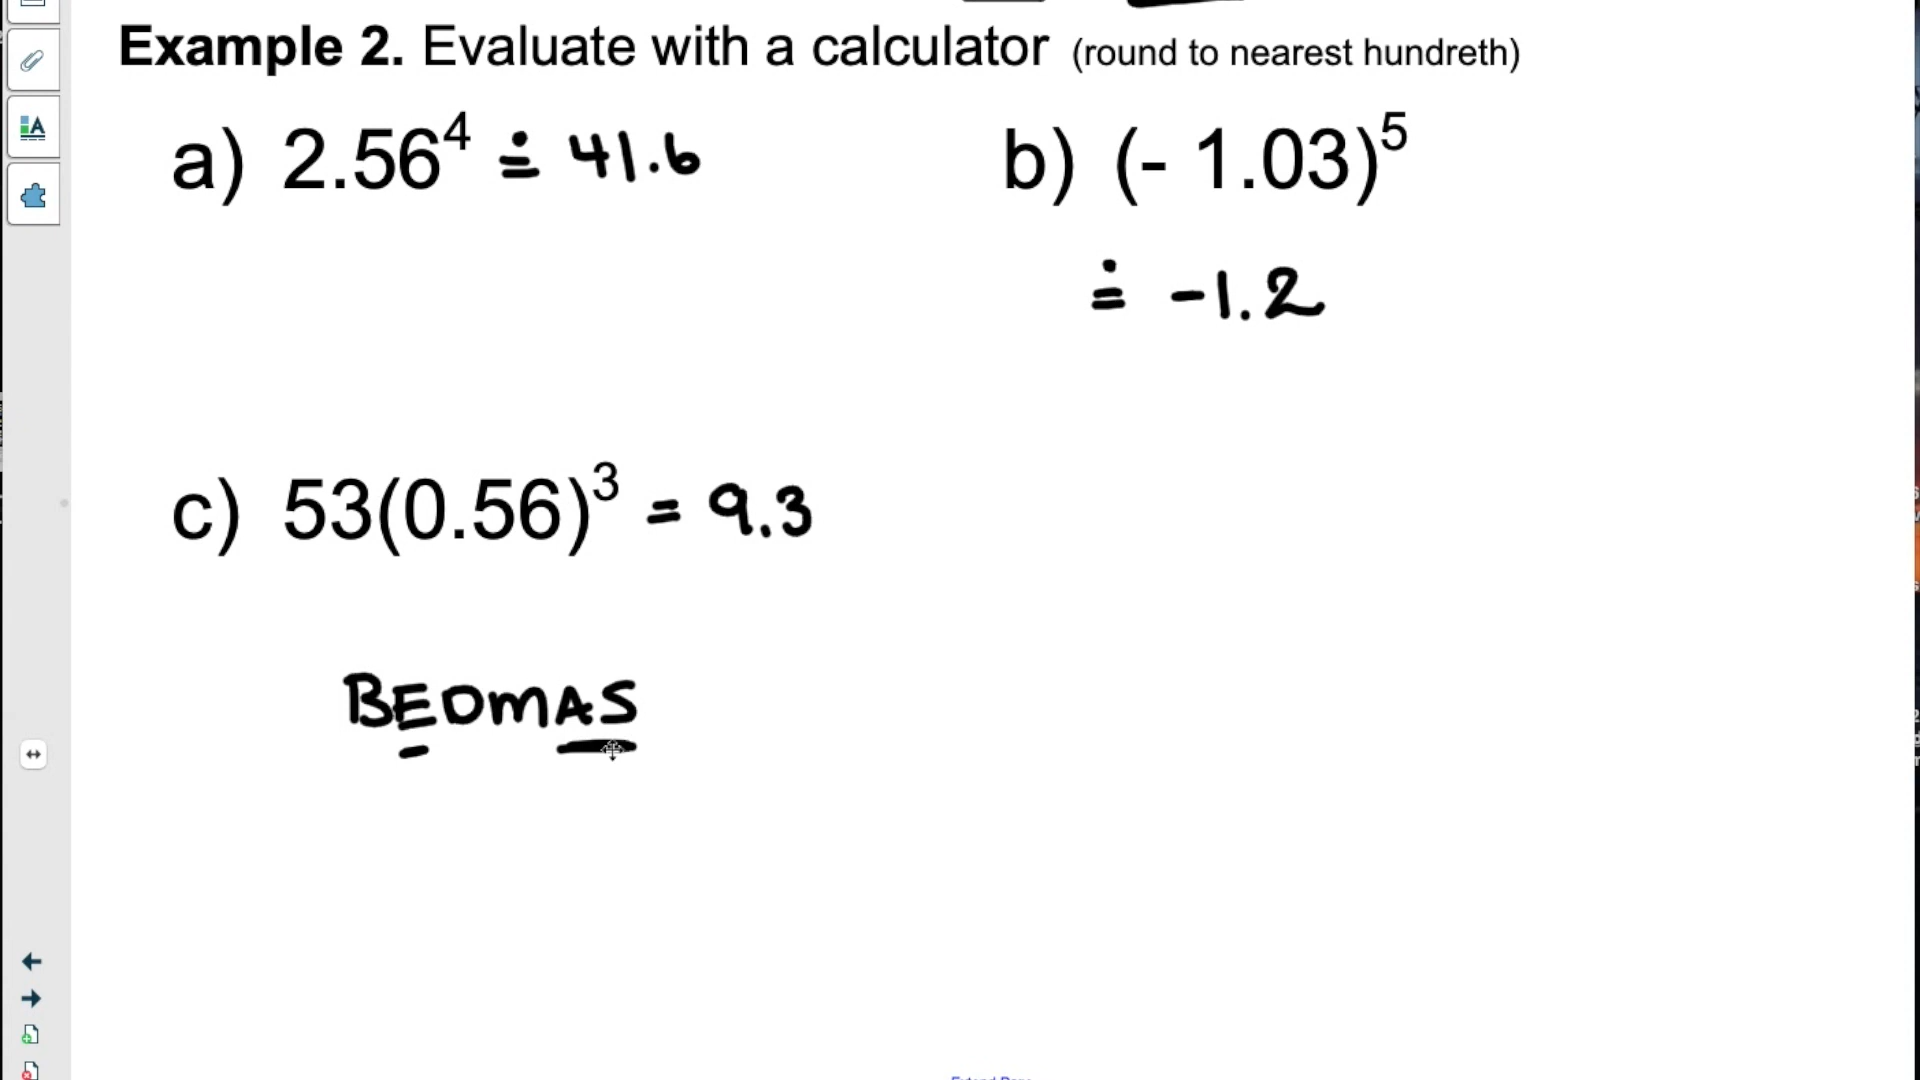 Example 2. Evaluate with a calculator (round to nearest hundreth)
a) 2.56⁴ ≐ 41.6
b) (- 1.03)⁵
≐ -1.2
c) 53(0.56)³ = 9.3
BEDMAS